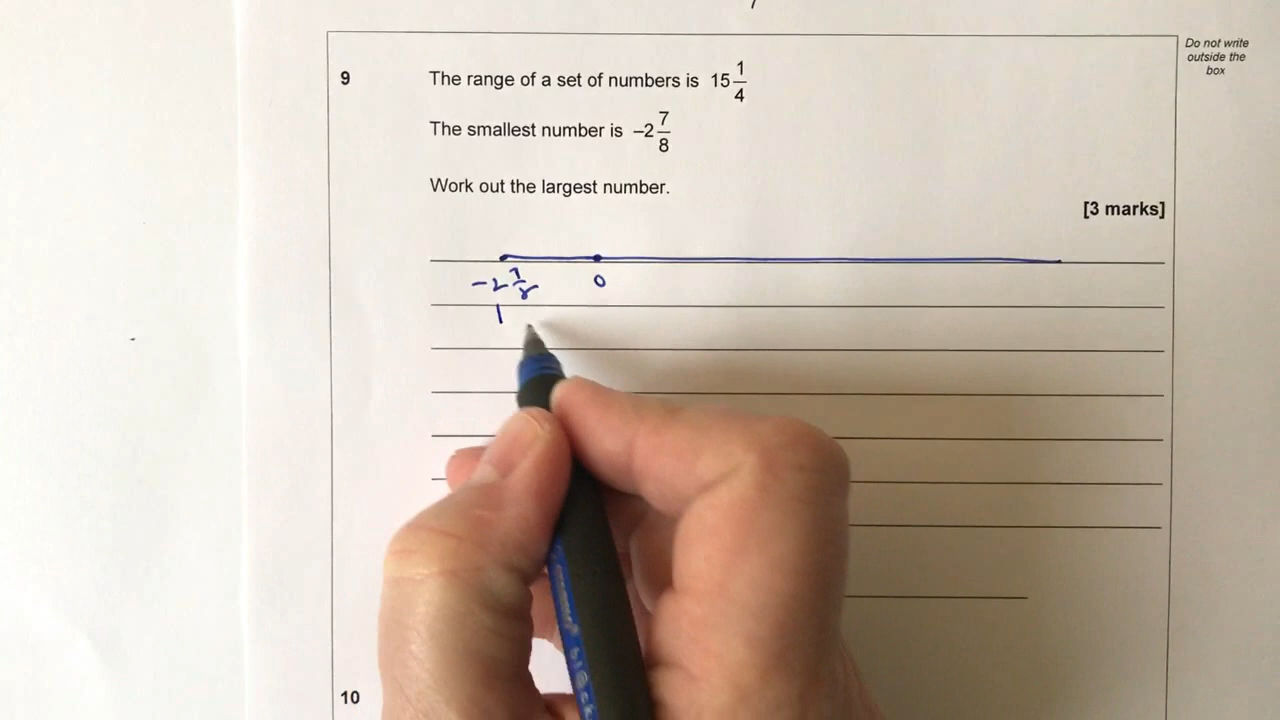 Do not write
outside the
box
9 The range of a set of numbers is 15 1/4
The smallest number is –2 7/8
Work out the largest number.
[3 marks]
-2 7/8 0
10